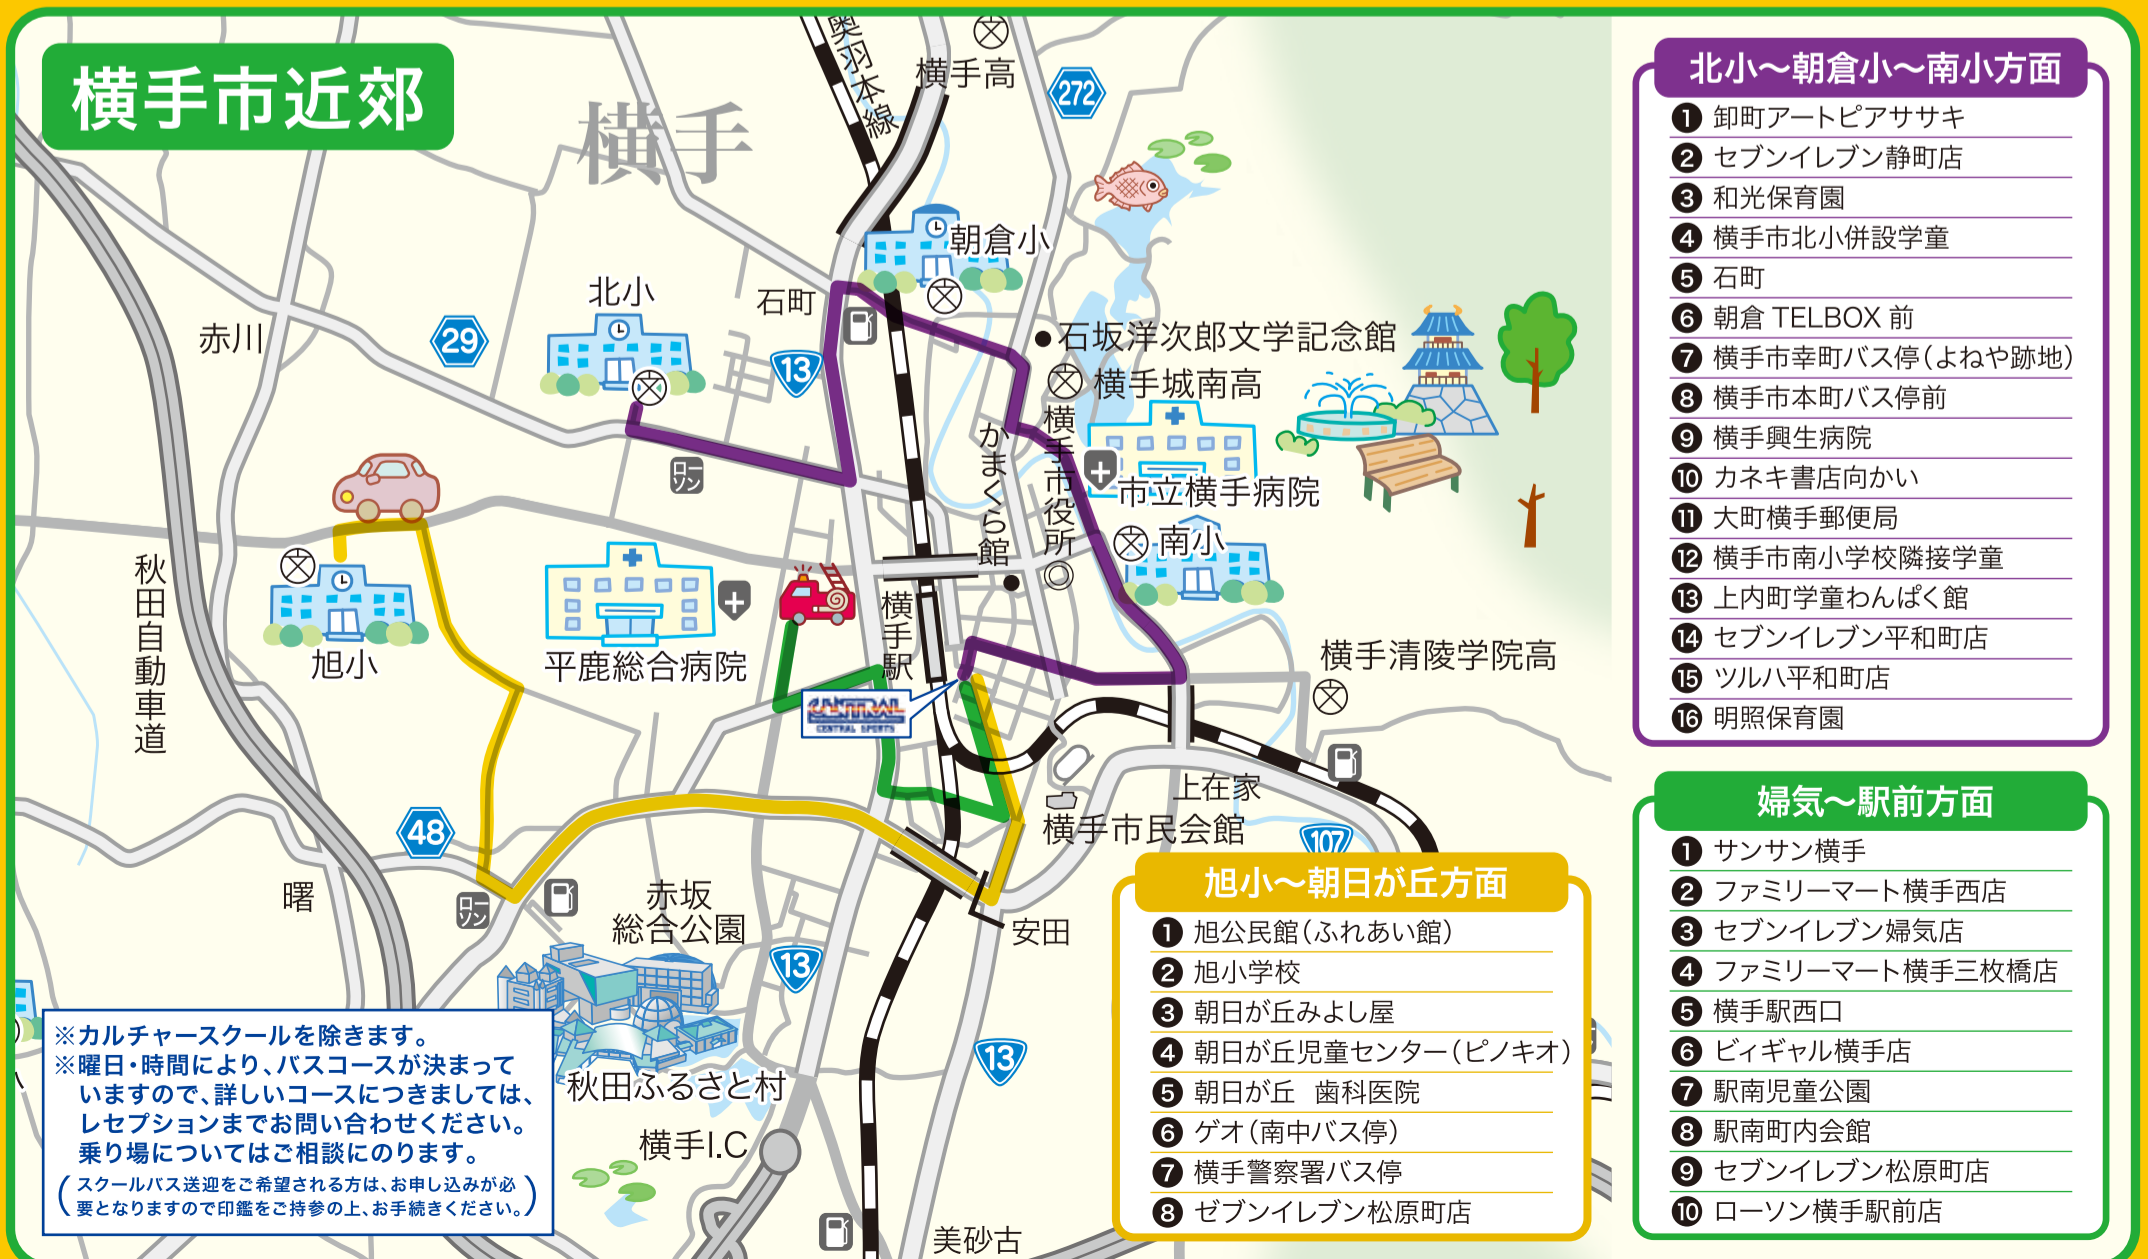 横手市近郊
奥羽本線
横手高
272
横手
朝倉小
北小
石町
赤川
29
13
石坂洋次郎文学記念館
横手城南高
かまくら館
横手市役所
ローソン
市立横手病院
南小
秋田自動車道
旭小
平鹿総合病院
横手駅
横手清陵学院高
CENTRAL
CENTRAL SPORTS
上在家
横手市民会館
107
48
曙
ローソン
赤坂
総合公園
安田
13
13
秋田ふるさと村
横手I.C
美砂古
※カルチャースクールを除きます。
※曜日・時間により、バスコースが決まって
いますので、詳しいコースにつきましては、
レセプションまでお問い合わせください。
乗り場についてはご相談にのります。
(スクールバス送迎をご希望される方は、お申し込みが必
要となりますので印鑑をご持参の上、お手続きください。)
旭小〜朝日が丘方面
1 旭公民館(ふれあい館)
2 旭小学校
3 朝日が丘みよし屋
4 朝日が丘児童センター(ピノキオ)
5 朝日が丘 歯科医院
6 ゲオ(南中バス停)
7 横手警察署バス停
8 ゼブンイレブン松原町店
北小〜朝倉小〜南小方面
1 卸町アートピアササキ
2 セブンイレブン静町店
3 和光保育園
4 横手市北小併設学童
5 石町
6 朝倉 TELBOX 前
7 横手市幸町バス停(よねや跡地)
8 横手市本町バス停前
9 横手興生病院
10 カネキ書店向かい
11 大町横手郵便局
12 横手市南小学校隣接学童
13 上内町学童わんぱく館
14 セブンイレブン平和町店
15 ツルハ平和町店
16 明照保育園
婦気〜駅前方面
1 サンサン横手
2 ファミリーマート横手西店
3 セブンイレブン婦気店
4 ファミリーマート横手三枚橋店
5 横手駅西口
6 ビィギャル横手店
7 駅南児童公園
8 駅南町内会館
9 セブンイレブン松原町店
10 ローソン横手駅前店